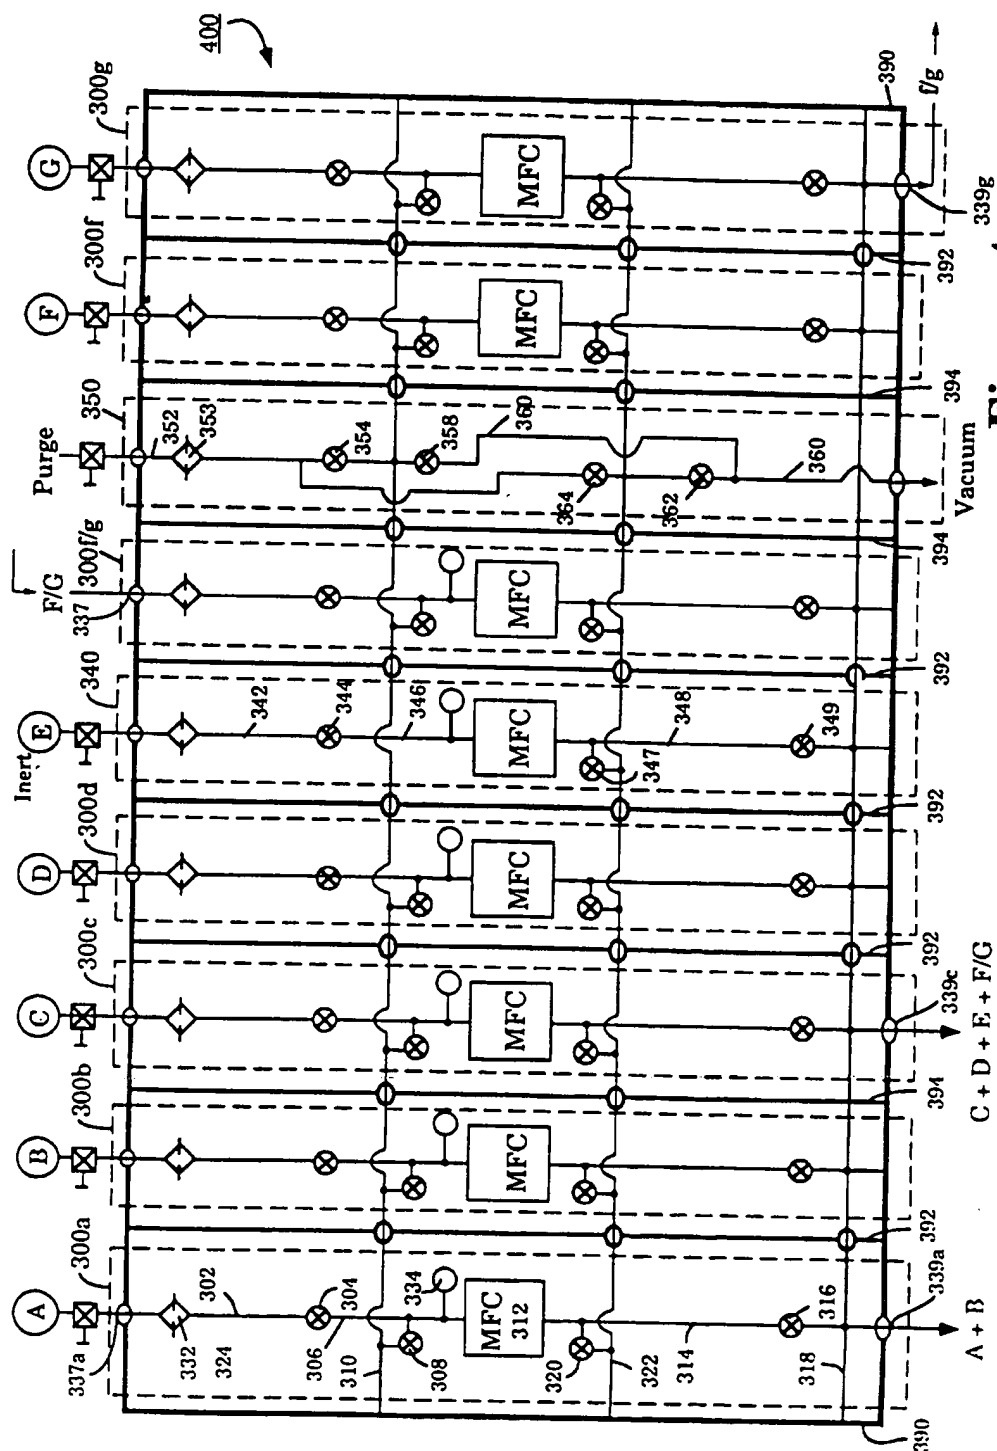 400
A
B
C
D
Inert
E
F/G
Purge
F
G
337a
300a
300b
300c
300d
340
337
300f/g
350
300f
300g
332
324
302
304
306
310
308
334
MFC
312
320
322
314
316
318
339a
A + B
390
392
MFC
394
MFC
339c
C + D + E + F/G
392
MFC
392
342
344
346
MFC
347
348
349
392
MFC
394
352
353
354
358
360
364
362
360
Vacuum
394
MFC
392
MFC
339g
390
f/g